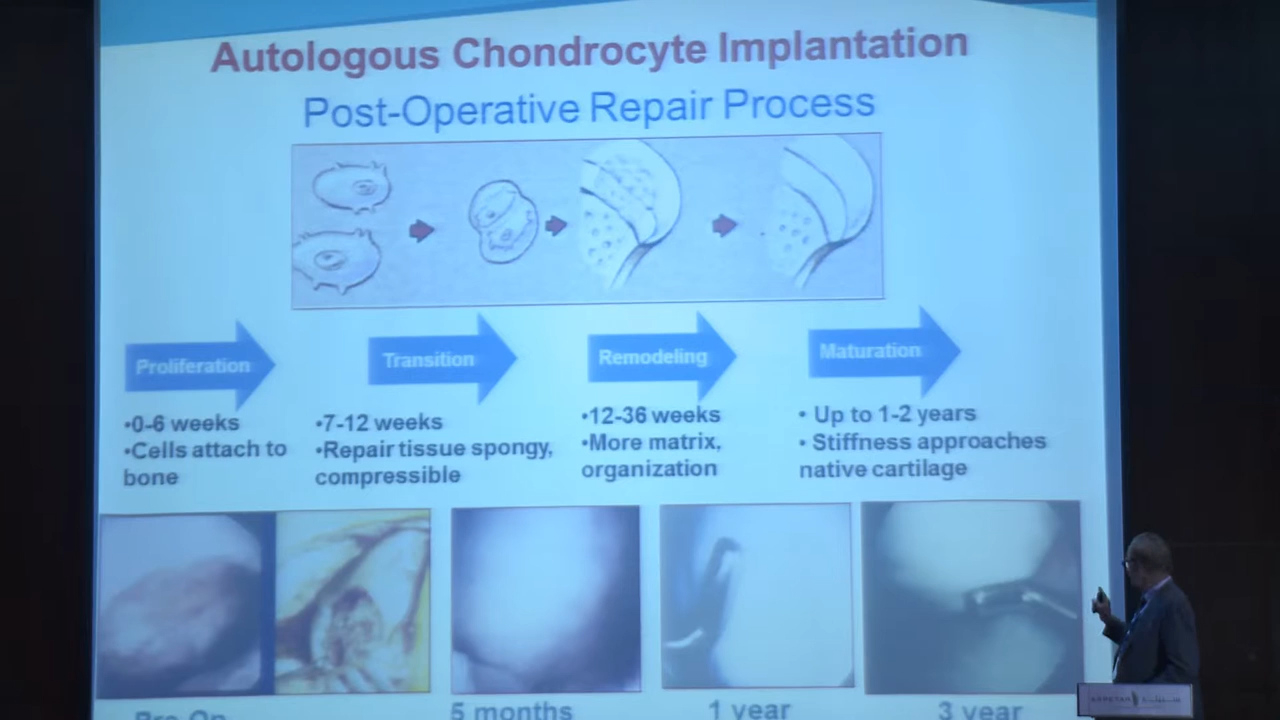 Autologous Chondrocyte Implantation
Post-Operative Repair Process
Proliferation
Transition
Remodeling
Maturation
•0-6 weeks
•Cells attach to
bone
•7-12 weeks
•Repair tissue spongy,
compressible
•12-36 weeks
•More matrix,
organization
• Up to 1-2 years
• Stiffness approaches
native cartilage
Pre-Op
5 months
1 year
3 year